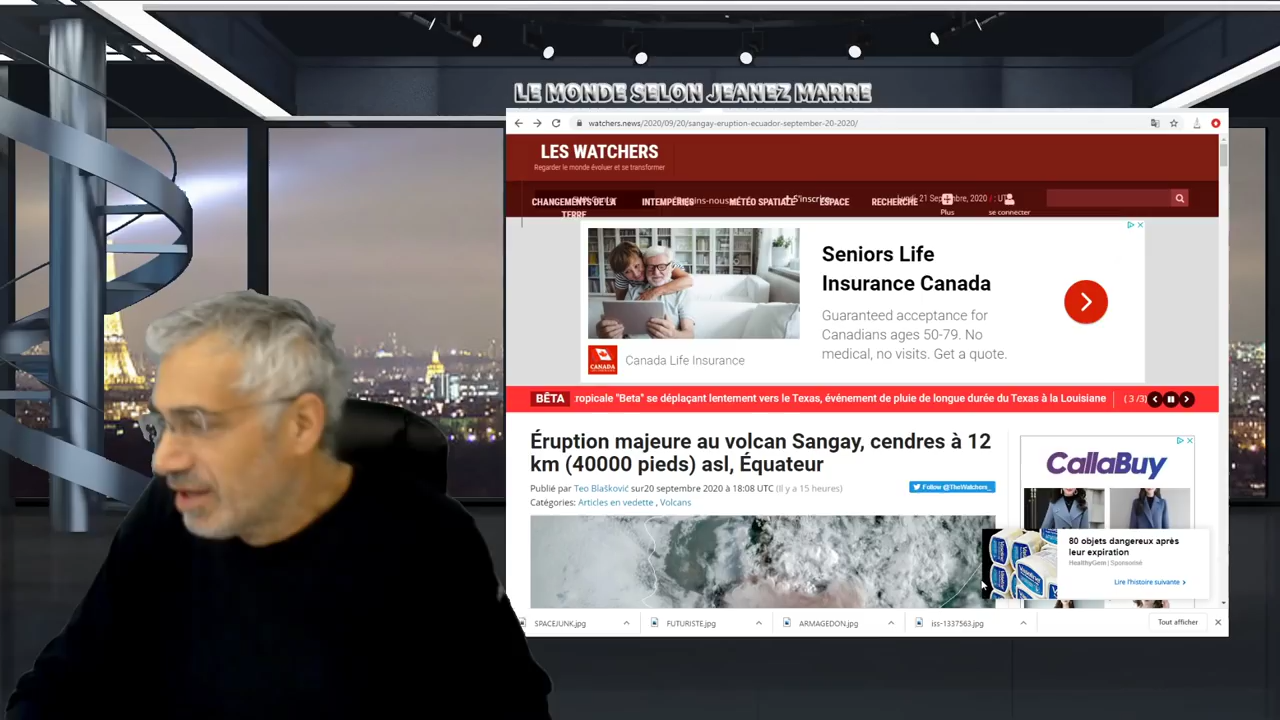 LE MONDE SELON JEANEZ MARRE
watchers.news/2020/09/20/sangay-eruption-ecuador-september-20-2020/
LES WATCHERS
Regarder le monde évoluer et se transformer
CHANGEMENTS DE LA
TERRE
INTEMPÉRIES
MÉTÉO SPATIALE
S'inscrire
ESPACE
RECHERCHE
Plus
se connecter
Seniors Life
Insurance Canada
Guaranteed acceptance for
Canadians ages 50-79. No
medical, no visits. Get a quote.
CANADA
Canada Life Insurance
BÊTA
ropicale "Beta" se déplaçant lentement vers le Texas, événement de pluie de longue durée du Texas à la Louisiane
( 3 /3)
Éruption majeure au volcan Sangay, cendres à 12
km (40000 pieds) asl, Équateur
Publié par Teo Blašković sur20 septembre 2020 à 18:08 UTC (Il y a 15 heures)
Follow @TheWatchers_
Catégories: Articles en vedette , Volcans
CALLABUY
80 objets dangereux après
leur expiration
HealthyGem | Sponsorisé
Lire l'histoire suivante >
SPACEJUNK.jpg
FUTURISTE.jpg
ARMAGEDON.jpg
iss-1337563.jpg
Tout afficher